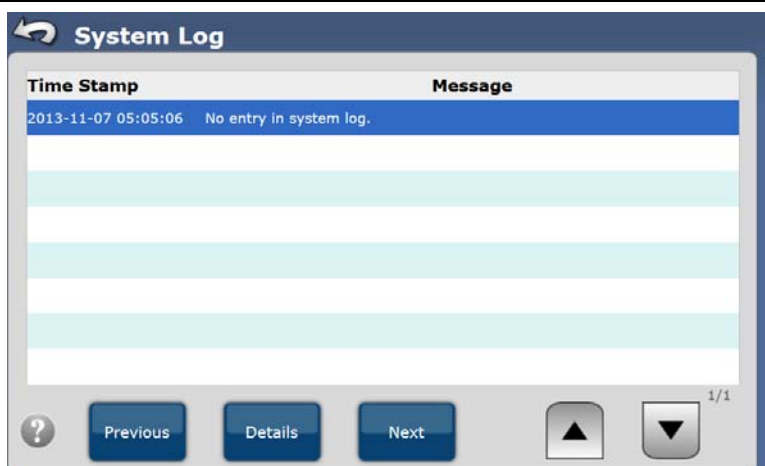 System Log
Time Stamp Message
2013-11-07 05:05:06 No entry in system log.
1/1
? Previous Details Next